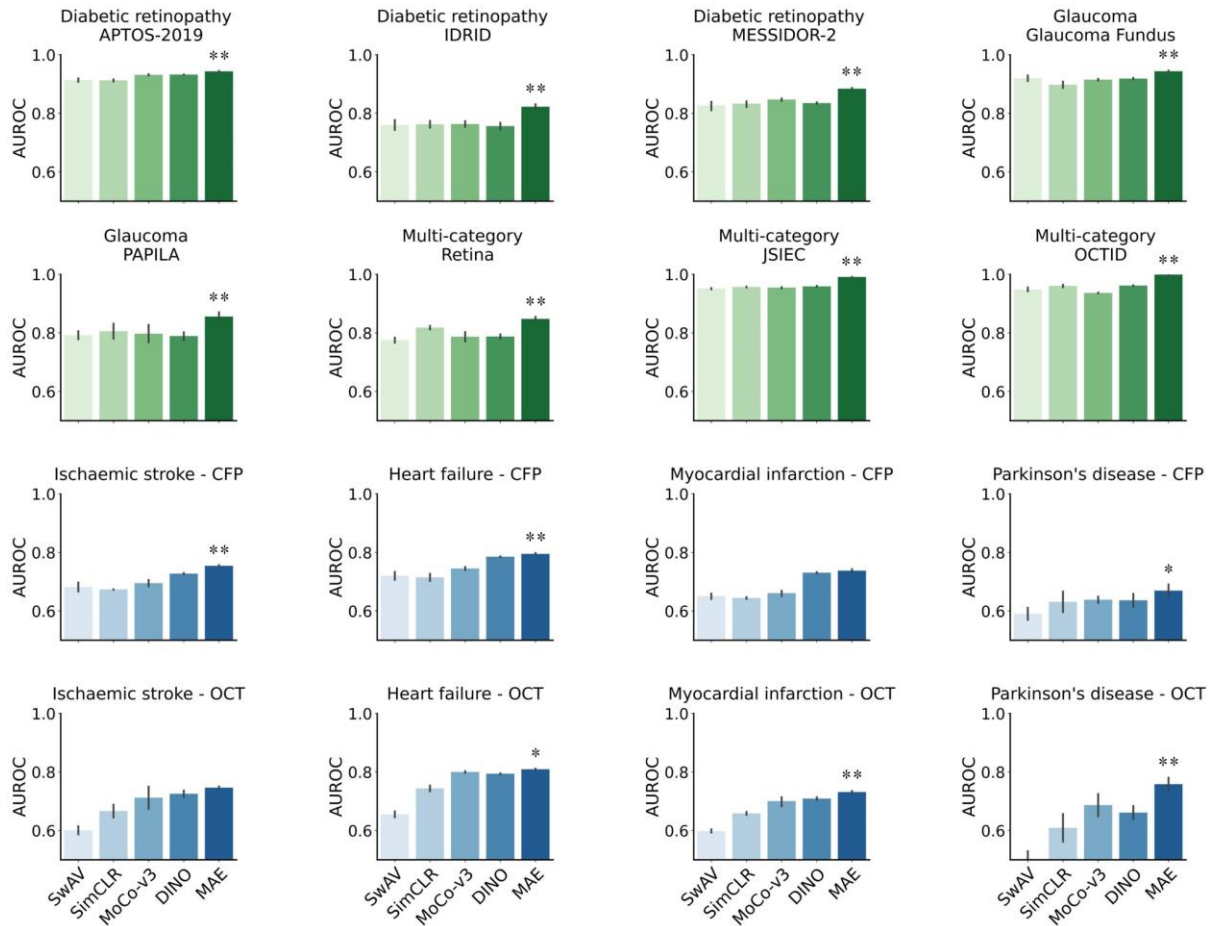 Diabetic retinopathy
APTOS-2019
Diabetic retinopathy
IDRID
Diabetic retinopathy
MESSIDOR-2
Glaucoma
Glaucoma Fundus
1.0
0.8
0.6
AUROC
**
1.0
0.8
0.6
AUROC
**
1.0
0.8
0.6
AUROC
**
1.0
0.8
0.6
AUROC
**
Glaucoma
PAPILA
Multi-category
Retina
Multi-category
JSIEC
Multi-category
OCTID
1.0
0.8
0.6
AUROC
**
1.0
0.8
0.6
AUROC
**
1.0
0.8
0.6
AUROC
**
1.0
0.8
0.6
AUROC
**
Ischaemic stroke - CFP
Heart failure - CFP
Myocardial infarction - CFP
Parkinson's disease - CFP
1.0
0.8
0.6
AUROC
**
1.0
0.8
0.6
AUROC
**
1.0
0.8
0.6
AUROC
1.0
0.8
0.6
AUROC
*
Ischaemic stroke - OCT
Heart failure - OCT
Myocardial infarction - OCT
Parkinson's disease - OCT
1.0
0.8
0.6
AUROC
1.0
0.8
0.6
AUROC
*
1.0
0.8
0.6
AUROC
**
1.0
0.8
0.6
AUROC
**
SwAV
SimCLR
MoCo-v3
DINO
MAE
SwAV
SimCLR
MoCo-v3
DINO
MAE
SwAV
SimCLR
MoCo-v3
DINO
MAE
SwAV
SimCLR
MoCo-v3
DINO
MAE